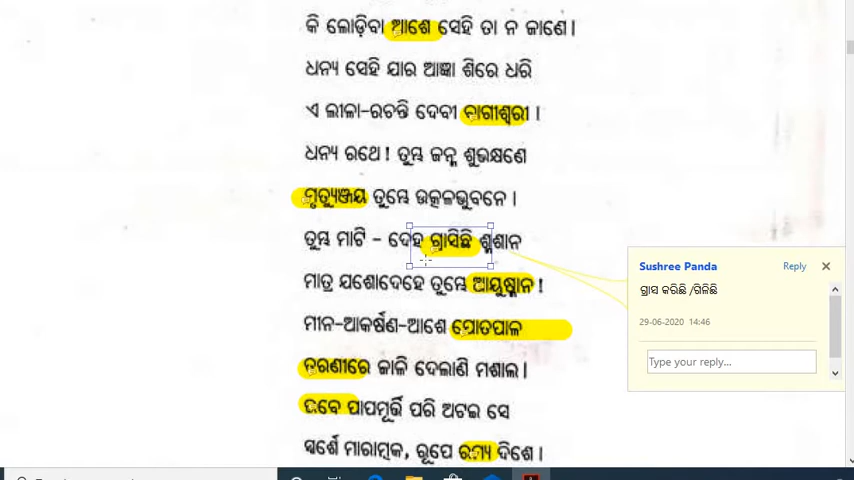 କି ଲୋଡ଼ିବା ଆଶେ ସେହି ତା ନ ଜାଣେ।
ଧନ୍ୟ ସେହି ଯାର ଆଜ୍ଞା ଶିରେ ଧରି
ଏ ଲୀଳା-ରଚନ୍ତି ଦେବୀ ବାଗୀଶ୍ୱରୀ ।
ଧନ୍ୟ ରଥେ ! ତୁମ୍ଭ ଜନ୍ମ ଶୁଭକ୍ଷଣେ
ମୃତ୍ୟୁଞ୍ଜୟ ତୁମ୍ଭେ ଉତ୍କଳଭୁବନେ ।
ତୁମ୍ଭ ମାଟି - ଦେହ ଗ୍ରାସିଛି ଶ୍ମଶାନ
ମାତ୍ର ଯଶୋଦେହେ ତୁମ୍ଭେ ଆୟୁଷ୍ମାନ !
ମୀନ-ଆକର୍ଷଣ-ଆଶେ ପୋତପାଳ
ତରଣୀରେ ଜାଳି ଦେଲାଣି ମଶାଲ।
ଭବେ ପାପମୂର୍ତ୍ତି ପରି ଅଟଇ ସେ
ସ୍ପର୍ଶେ ମାରାତ୍ମକ, ରୂପେ ରମ୍ୟ ଦିଶେ ।
Sushree Panda Reply
ଗ୍ରାସ କରିଛି /ଗିଳିଛି
29-06-2020 14:46
Type your reply...